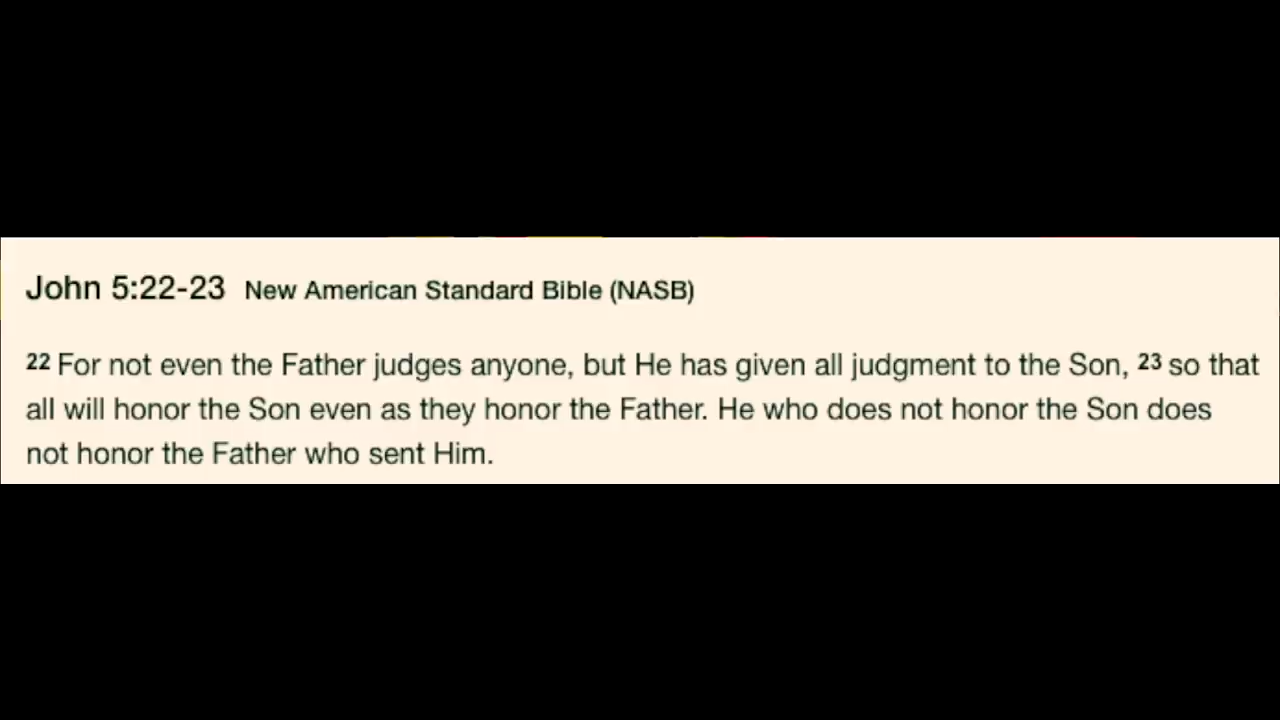 John 5:22-23 New American Standard Bible (NASB)
22 For not even the Father judges anyone, but He has given all judgment to the Son, 23 so that
all will honor the Son even as they honor the Father. He who does not honor the Son does
not honor the Father who sent Him.